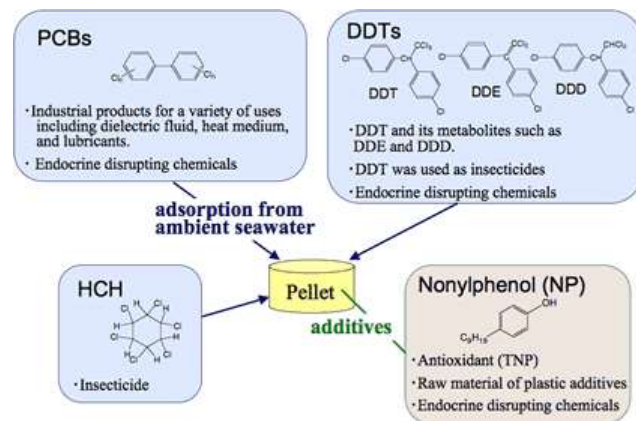 PCBs
Cl
Cl
·Industrial products for a variety of uses
including dielectric fluid, heat medium,
and lubricants.
· Endocrine disrupting chemicals
DDTs
CCl₃
CCl₂
CHCl₂
Cl
CH
Cl
C
Cl
CH
DDT
DDE
DDD
Cl
Cl
Cl
· DDT and its metabolites such as
DDE and DDD.
· DDT was used as insecticides
· Endocrine disrupting chemicals
adsorption from
ambient seawater
HCH
H
Cl
H
Cl
Cl
H
H
Cl
Cl
H
H
Cl
· Insecticide
Pellet
additives
Nonylphenol (NP)
OH
C₉H₁₉
· Antioxidant (TNP)
· Raw material of plastic additives
· Endocrine disrupting chemicals